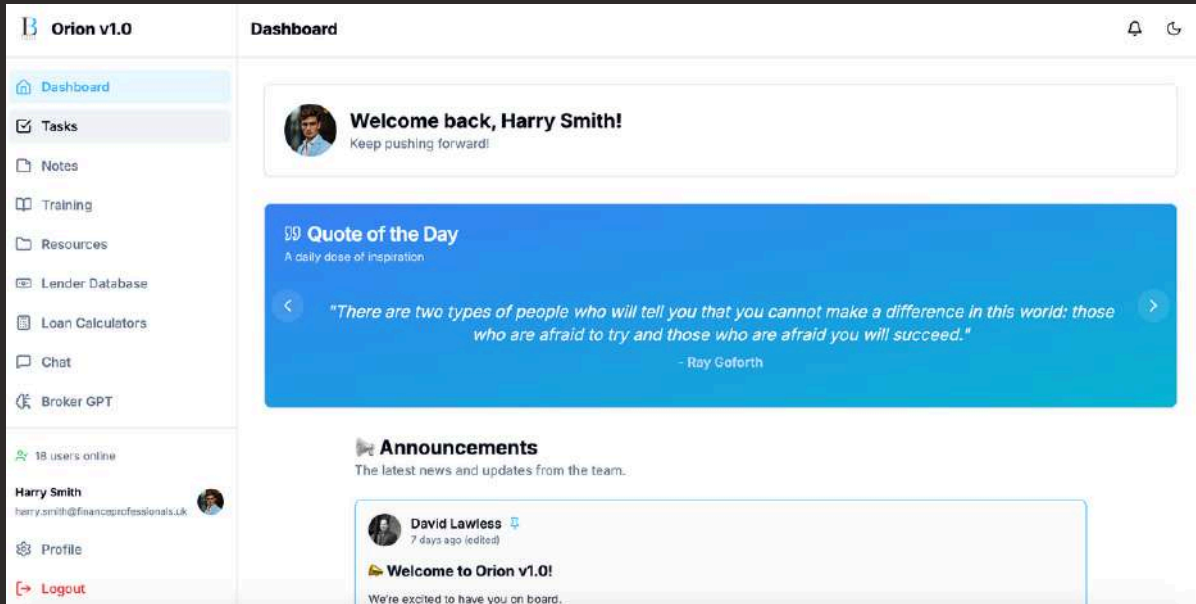 Orion v1.0
Dashboard
Dashboard
Tasks
Notes
Training
Resources
Lender Database
Loan Calculators
Chat
Broker GPT
18 users online
Harry Smith
harry.smith@financeprofessionals.uk
Profile
Logout
Welcome back, Harry Smith!
Keep pushing forward!
Quote of the Day
A daily dose of inspiration
"There are two types of people who will tell you that you cannot make a difference in this world: those
who are afraid to try and those who are afraid you will succeed."
- Ray Goforth
Announcements
The latest news and updates from the team.
David Lawless
7 days ago (edited)
Welcome to Orion v1.0!
We're excited to have you on board.